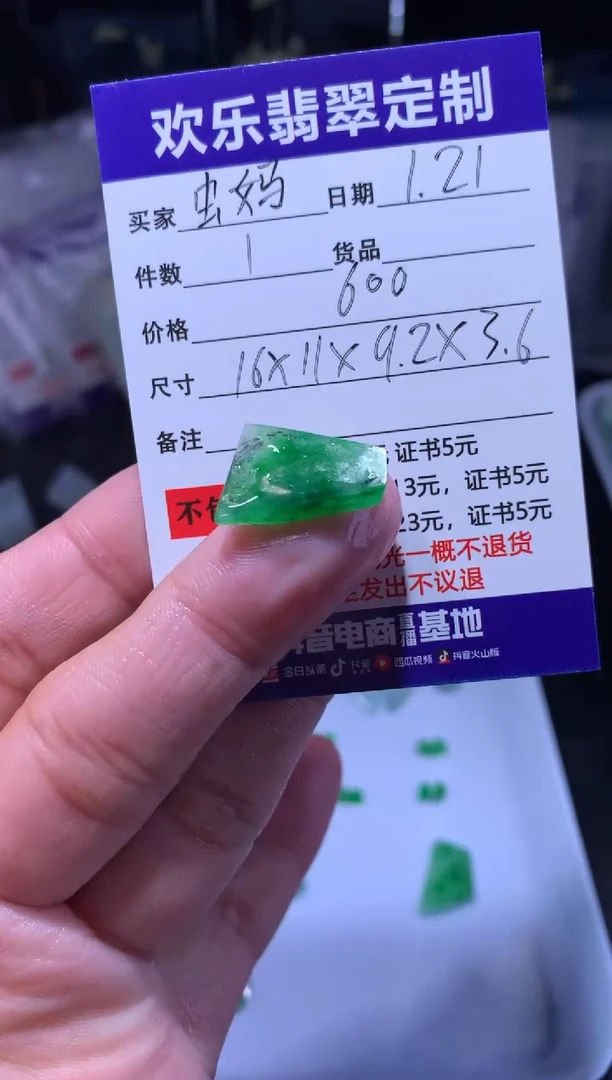 欢乐翡翠定制
买家 虫妈 日期 1.21
件数 1 货品
价格 600
尺寸 16X11X9.2X3.6
备注
证书5元
不 13元，证书5元
23元，证书5元
光一概不退货
发出不议退
音电商直播基地
今日头条 抖音 西瓜视频 抖音火山版